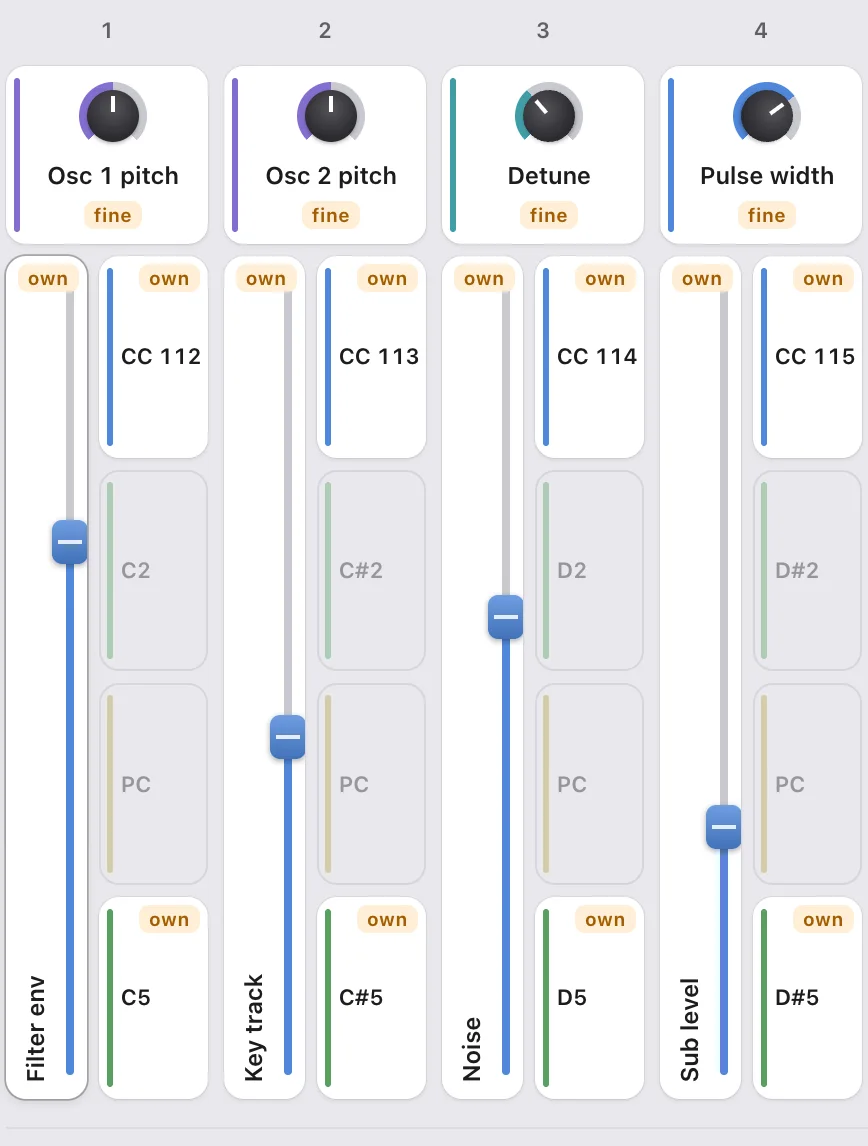 1
2
3
4
Osc 1 pitch
fine
Osc 2 pitch
fine
Detune
fine
Pulse width
fine
own
Filter env
own
CC 112
C2
PC
own
C5
own
Key track
own
CC 113
C#2
PC
own
C#5
own
Noise
own
CC 114
D2
PC
own
D5
own
Sub level
own
CC 115
D#2
PC
own
D#5